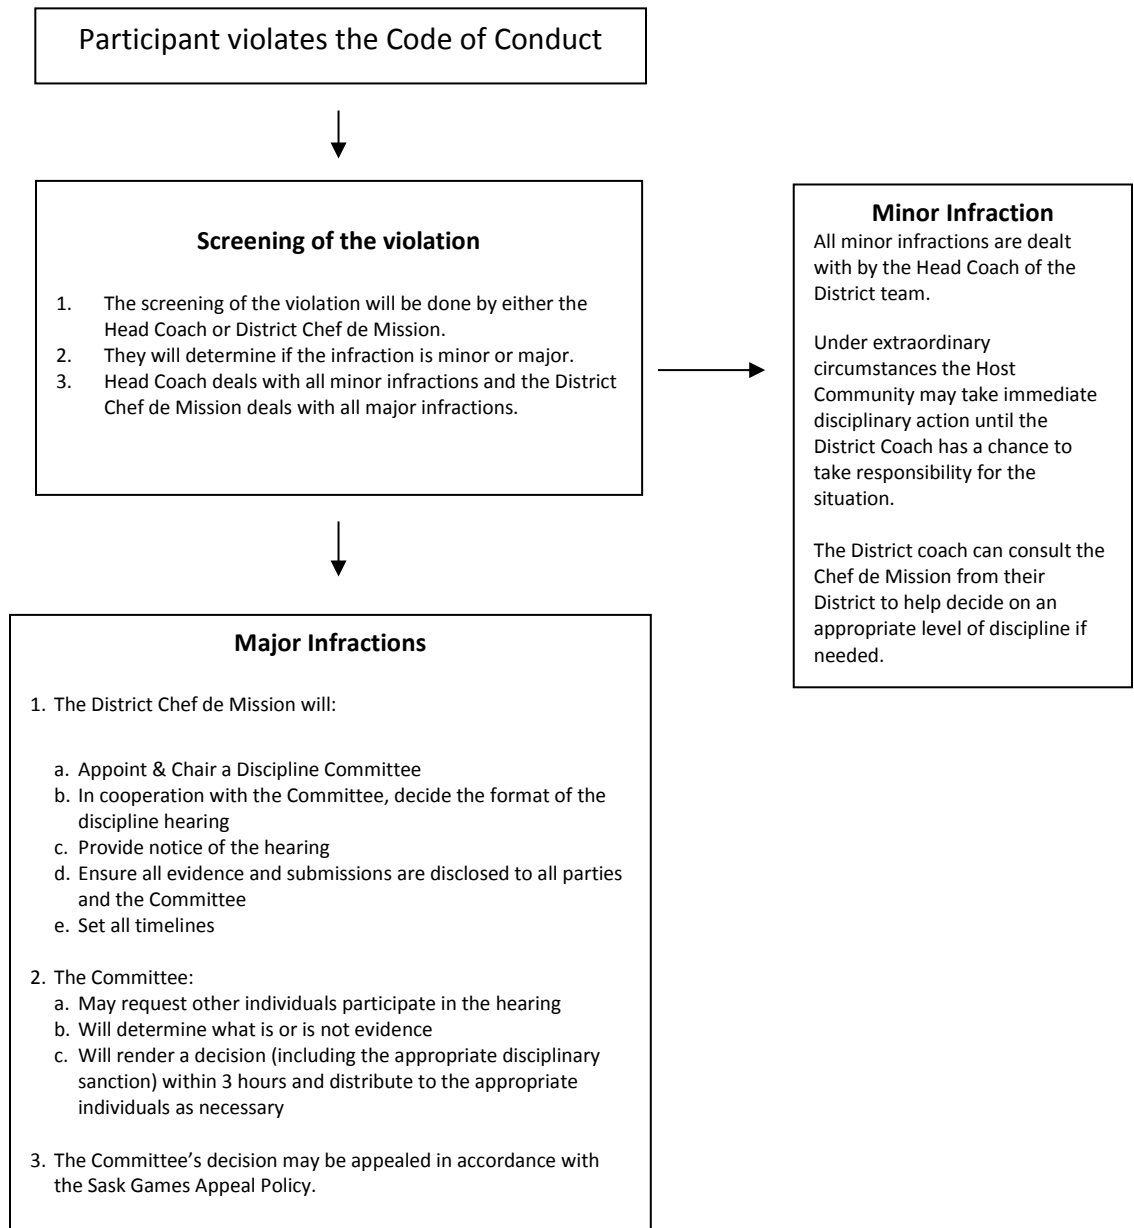 Participant violates the Code of Conduct
Screening of the violation
1. The screening of the violation will be done by either the
Head Coach or District Chef de Mission.
2. They will determine if the infraction is minor or major.
3. Head Coach deals with all minor infractions and the District
Chef de Mission deals with all major infractions.
Minor Infraction
All minor infractions are dealt
with by the Head Coach of the
District team.
Under extraordinary
circumstances the Host
Community may take immediate
disciplinary action until the
District Coach has a chance to
take responsibility for the
situation.
The District coach can consult the
Chef de Mission from their
District to help decide on an
appropriate level of discipline if
needed.
Major Infractions
1. The District Chef de Mission will:
a. Appoint & Chair a Discipline Committee
b. In cooperation with the Committee, decide the format of the
discipline hearing
c. Provide notice of the hearing
d. Ensure all evidence and submissions are disclosed to all parties
and the Committee
e. Set all timelines
2. The Committee:
a. May request other individuals participate in the hearing
b. Will determine what is or is not evidence
c. Will render a decision (including the appropriate disciplinary
sanction) within 3 hours and distribute to the appropriate
individuals as necessary
3. The Committee's decision may be appealed in accordance with
the Sask Games Appeal Policy.